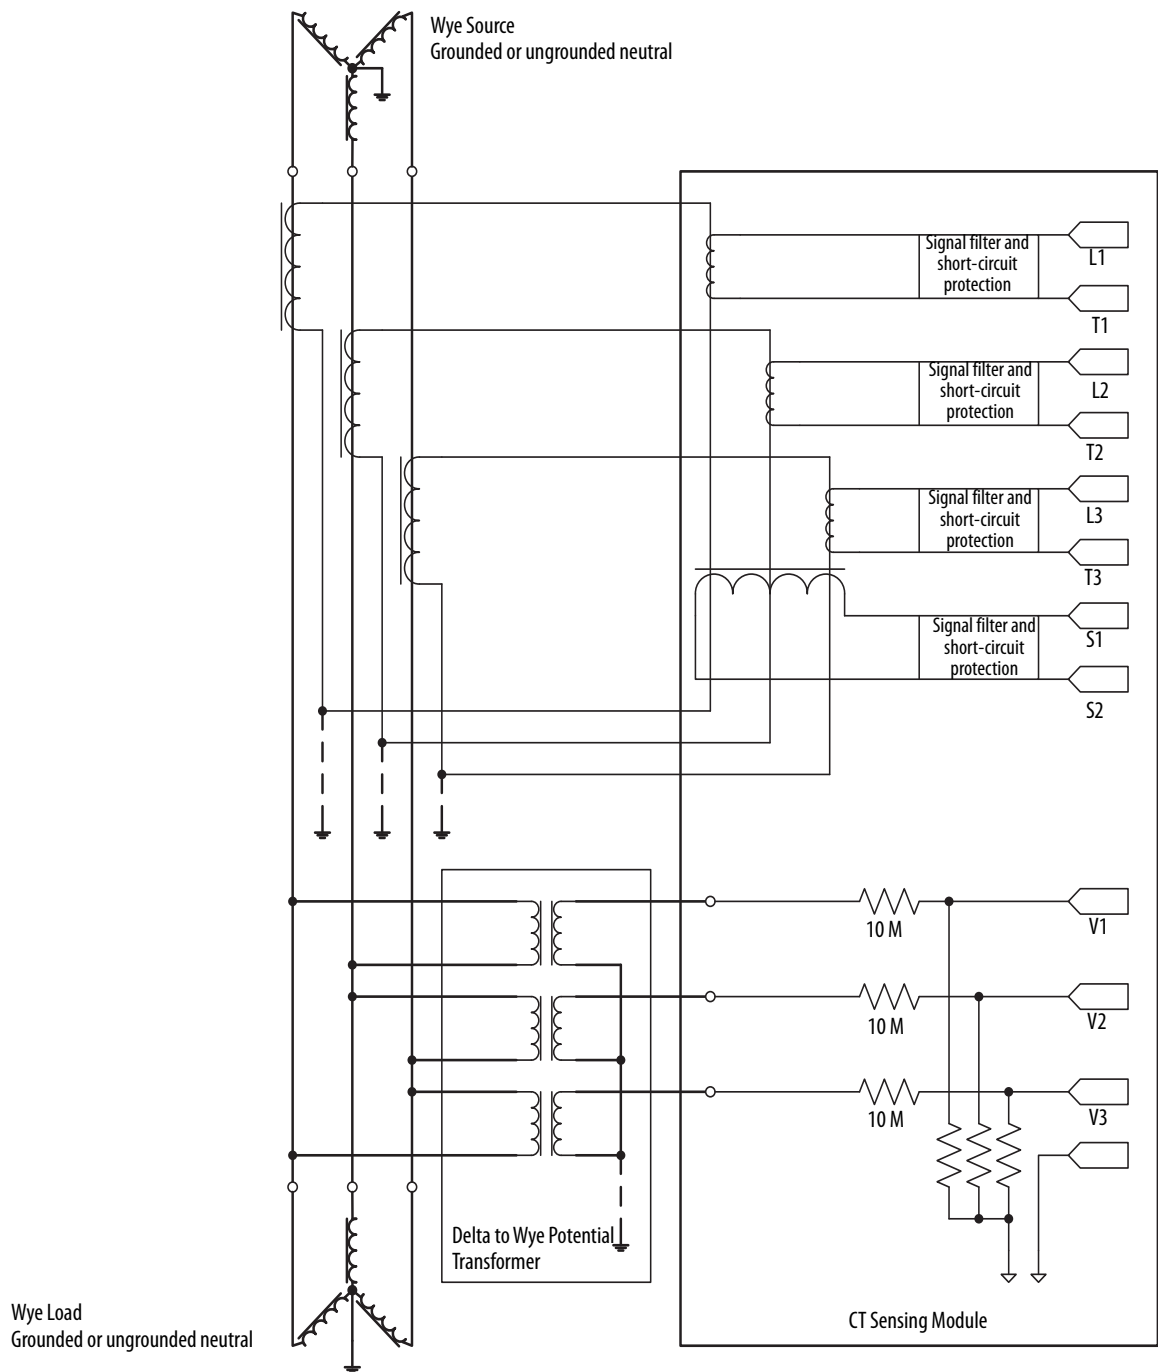 Wye Source
Grounded or ungrounded neutral
Signal filter and
short-circuit
protection
L1
T1
Signal filter and
short-circuit
protection
L2
T2
Signal filter and
short-circuit
protection
L3
T3
Signal filter and
short-circuit
protection
S1
S2
10 M
V1
10 M
V2
10 M
V3
Delta to Wye Potential
Transformer
Wye Load
Grounded or ungrounded neutral
CT Sensing Module